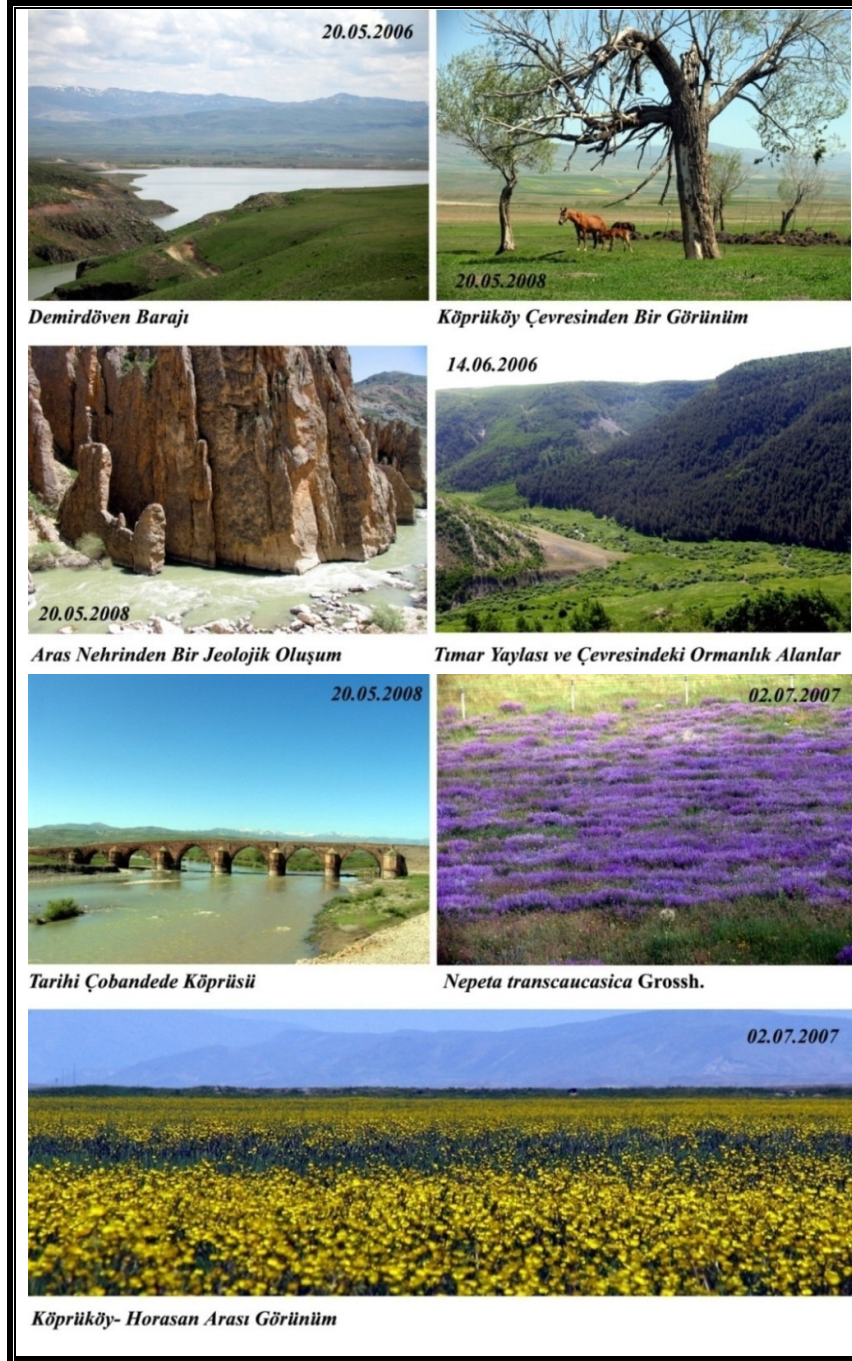 20.05.2006
20.05.2008
Demirdöven Barajı
Köprüköy Çevresinden Bir Görünüm
20.05.2008
14.06.2006
Aras Nehrinden Bir Jeolojik Oluşum
Tımar Yaylası ve Çevresindeki Ormanlık Alanlar
20.05.2008
02.07.2007
Tarihi Çobandede Köprüsü
Nepeta transcaucasica Grossh.
02.07.2007
Köprüköy- Horasan Arası Görünüm